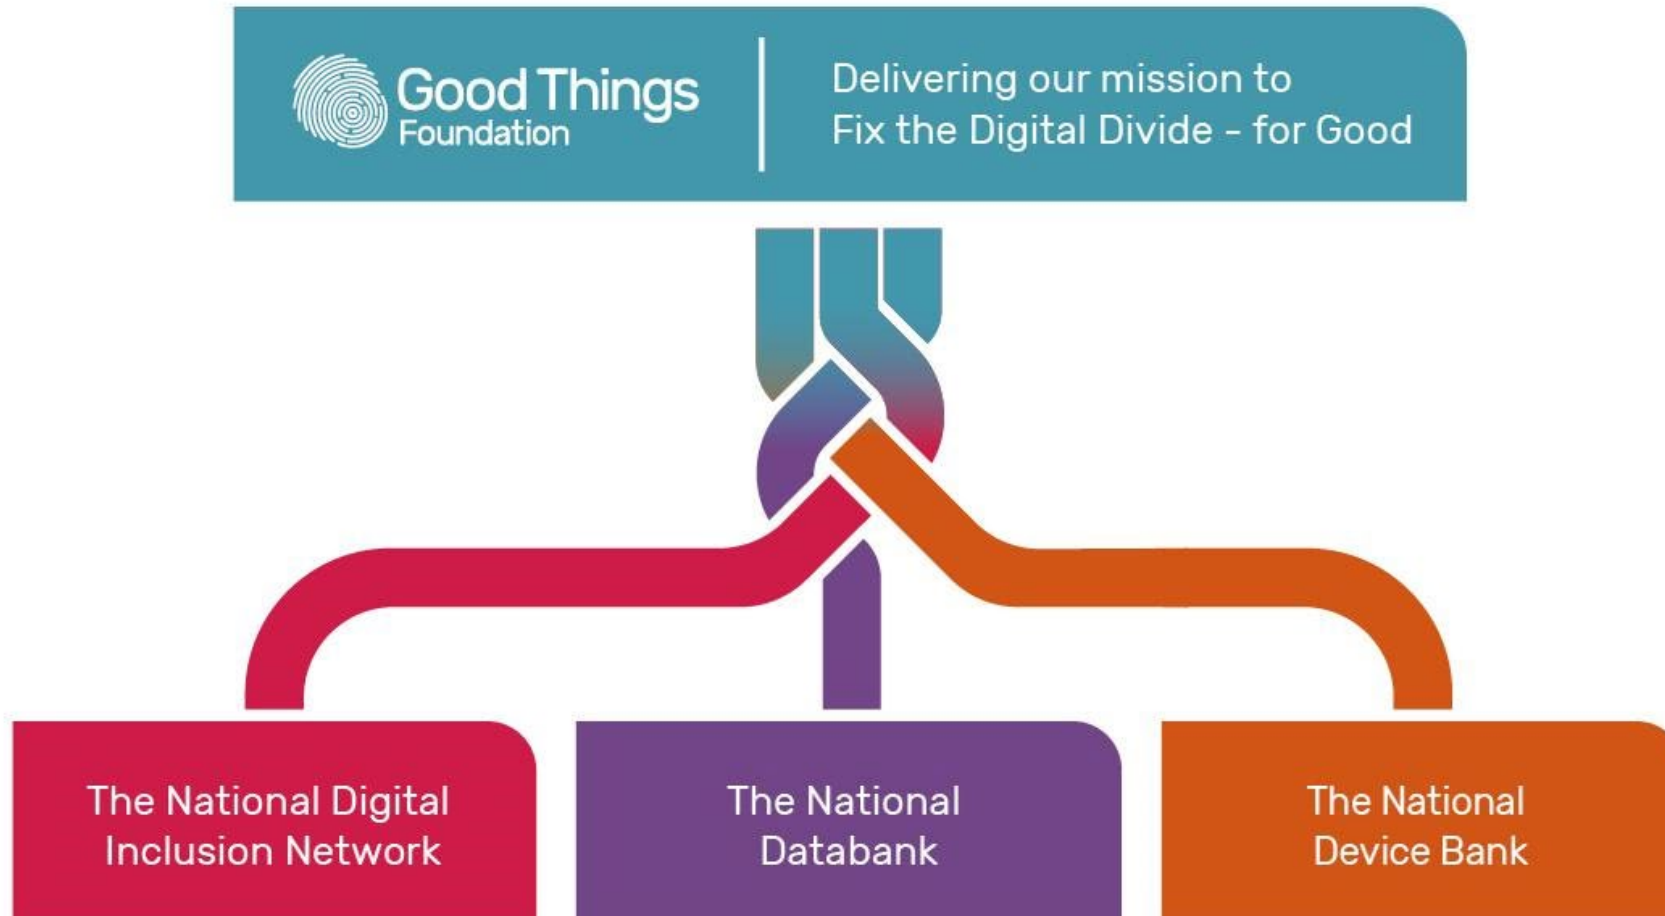 Good Things
Foundation
Delivering our mission to
Fix the Digital Divide - for Good
The National Digital
Inclusion Network
The National
Databank
The National
Device Bank